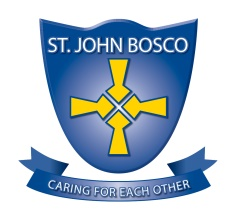 ST. JOHN BOSCO
CARING FOR EACH OTHER